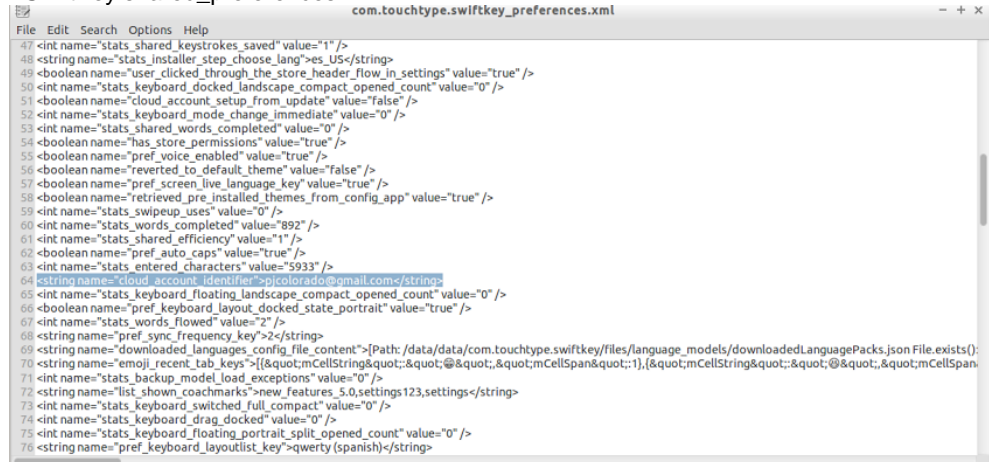 com.touchtype.swiftkey_preferences.xml
File Edit Search Options Help
47 <int name="stats_shared_keystrokes_saved" value="1" />
48 <string name="stats_installer_step_choose_lang">es_US</string>
49 <boolean name="user_clicked_through_the_store_header_flow_in_settings" value="true" />
50 <int name="stats_keyboard_docked_landscape_compact_opened_count" value="0" />
51 <boolean name="cloud_account_setup_from_update" value="false" />
52 <int name="stats_keyboard_mode_change_immediate" value="0" />
53 <int name="stats_shared_words_completed" value="0" />
54 <boolean name="has_store_permissions" value="true" />
55 <boolean name="pref_voice_enabled" value="true" />
56 <boolean name="reverted_to_default_theme" value="false" />
57 <boolean name="pref_screen_live_language_key" value="true" />
58 <boolean name="retrieved_pre_installed_themes_from_config_app" value="true" />
59 <int name="stats_swipeup_uses" value="0" />
60 <int name="stats_words_completed" value="892" />
61 <int name="stats_shared_efficiency" value="1" />
62 <boolean name="pref_auto_caps" value="true" />
63 <int name="stats_entered_characters" value="5933" />
64 <string name="cloud_account_identifier">pjcolorado@gmail.com</string>
65 <int name="stats_keyboard_floating_landscape_compact_opened_count" value="0" />
66 <boolean name="pref_keyboard_layout_docked_state_portrait" value="true" />
67 <int name="stats_words_flowed" value="2" />
68 <string name="pref_sync_frequency_key">2</string>
69 <string name="downloaded_languages_config_file_content">[Path: /data/data/com.touchtype.swiftkey/files/language_models/downloadedLanguagePacks.json File.exists():
70 <string name="emoji_recent_tab_keys">[{&quot;mCellString&quot;:&quot;😀&quot;,&quot;mCellSpan&quot;:1},{&quot;mCellString&quot;:&quot;😆&quot;,&quot;mCellSpan
71 <int name="stats_backup_model_load_exceptions" value="0" />
72 <string name="list_shown_coachmarks">new_features_5.0,settings123,settings</string>
73 <int name="stats_keyboard_switched_full_compact" value="0" />
74 <int name="stats_keyboard_drag_docked" value="0" />
75 <int name="stats_keyboard_floating_portrait_split_opened_count" value="0" />
76 <string name="pref_keyboard_layoutlist_key">qwerty (spanish)</string>